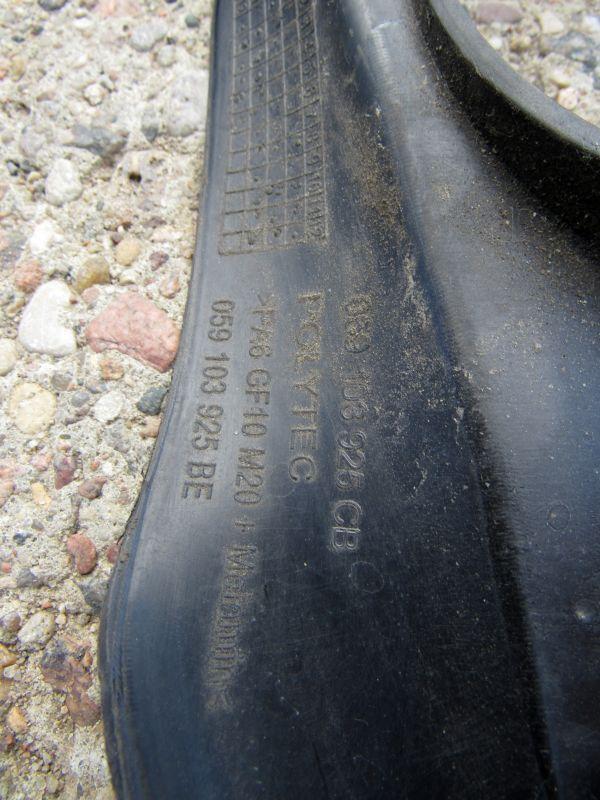 059 103 925 CB
POLYTEC
>PA6 GF10 M20 +
059 103 925 BE